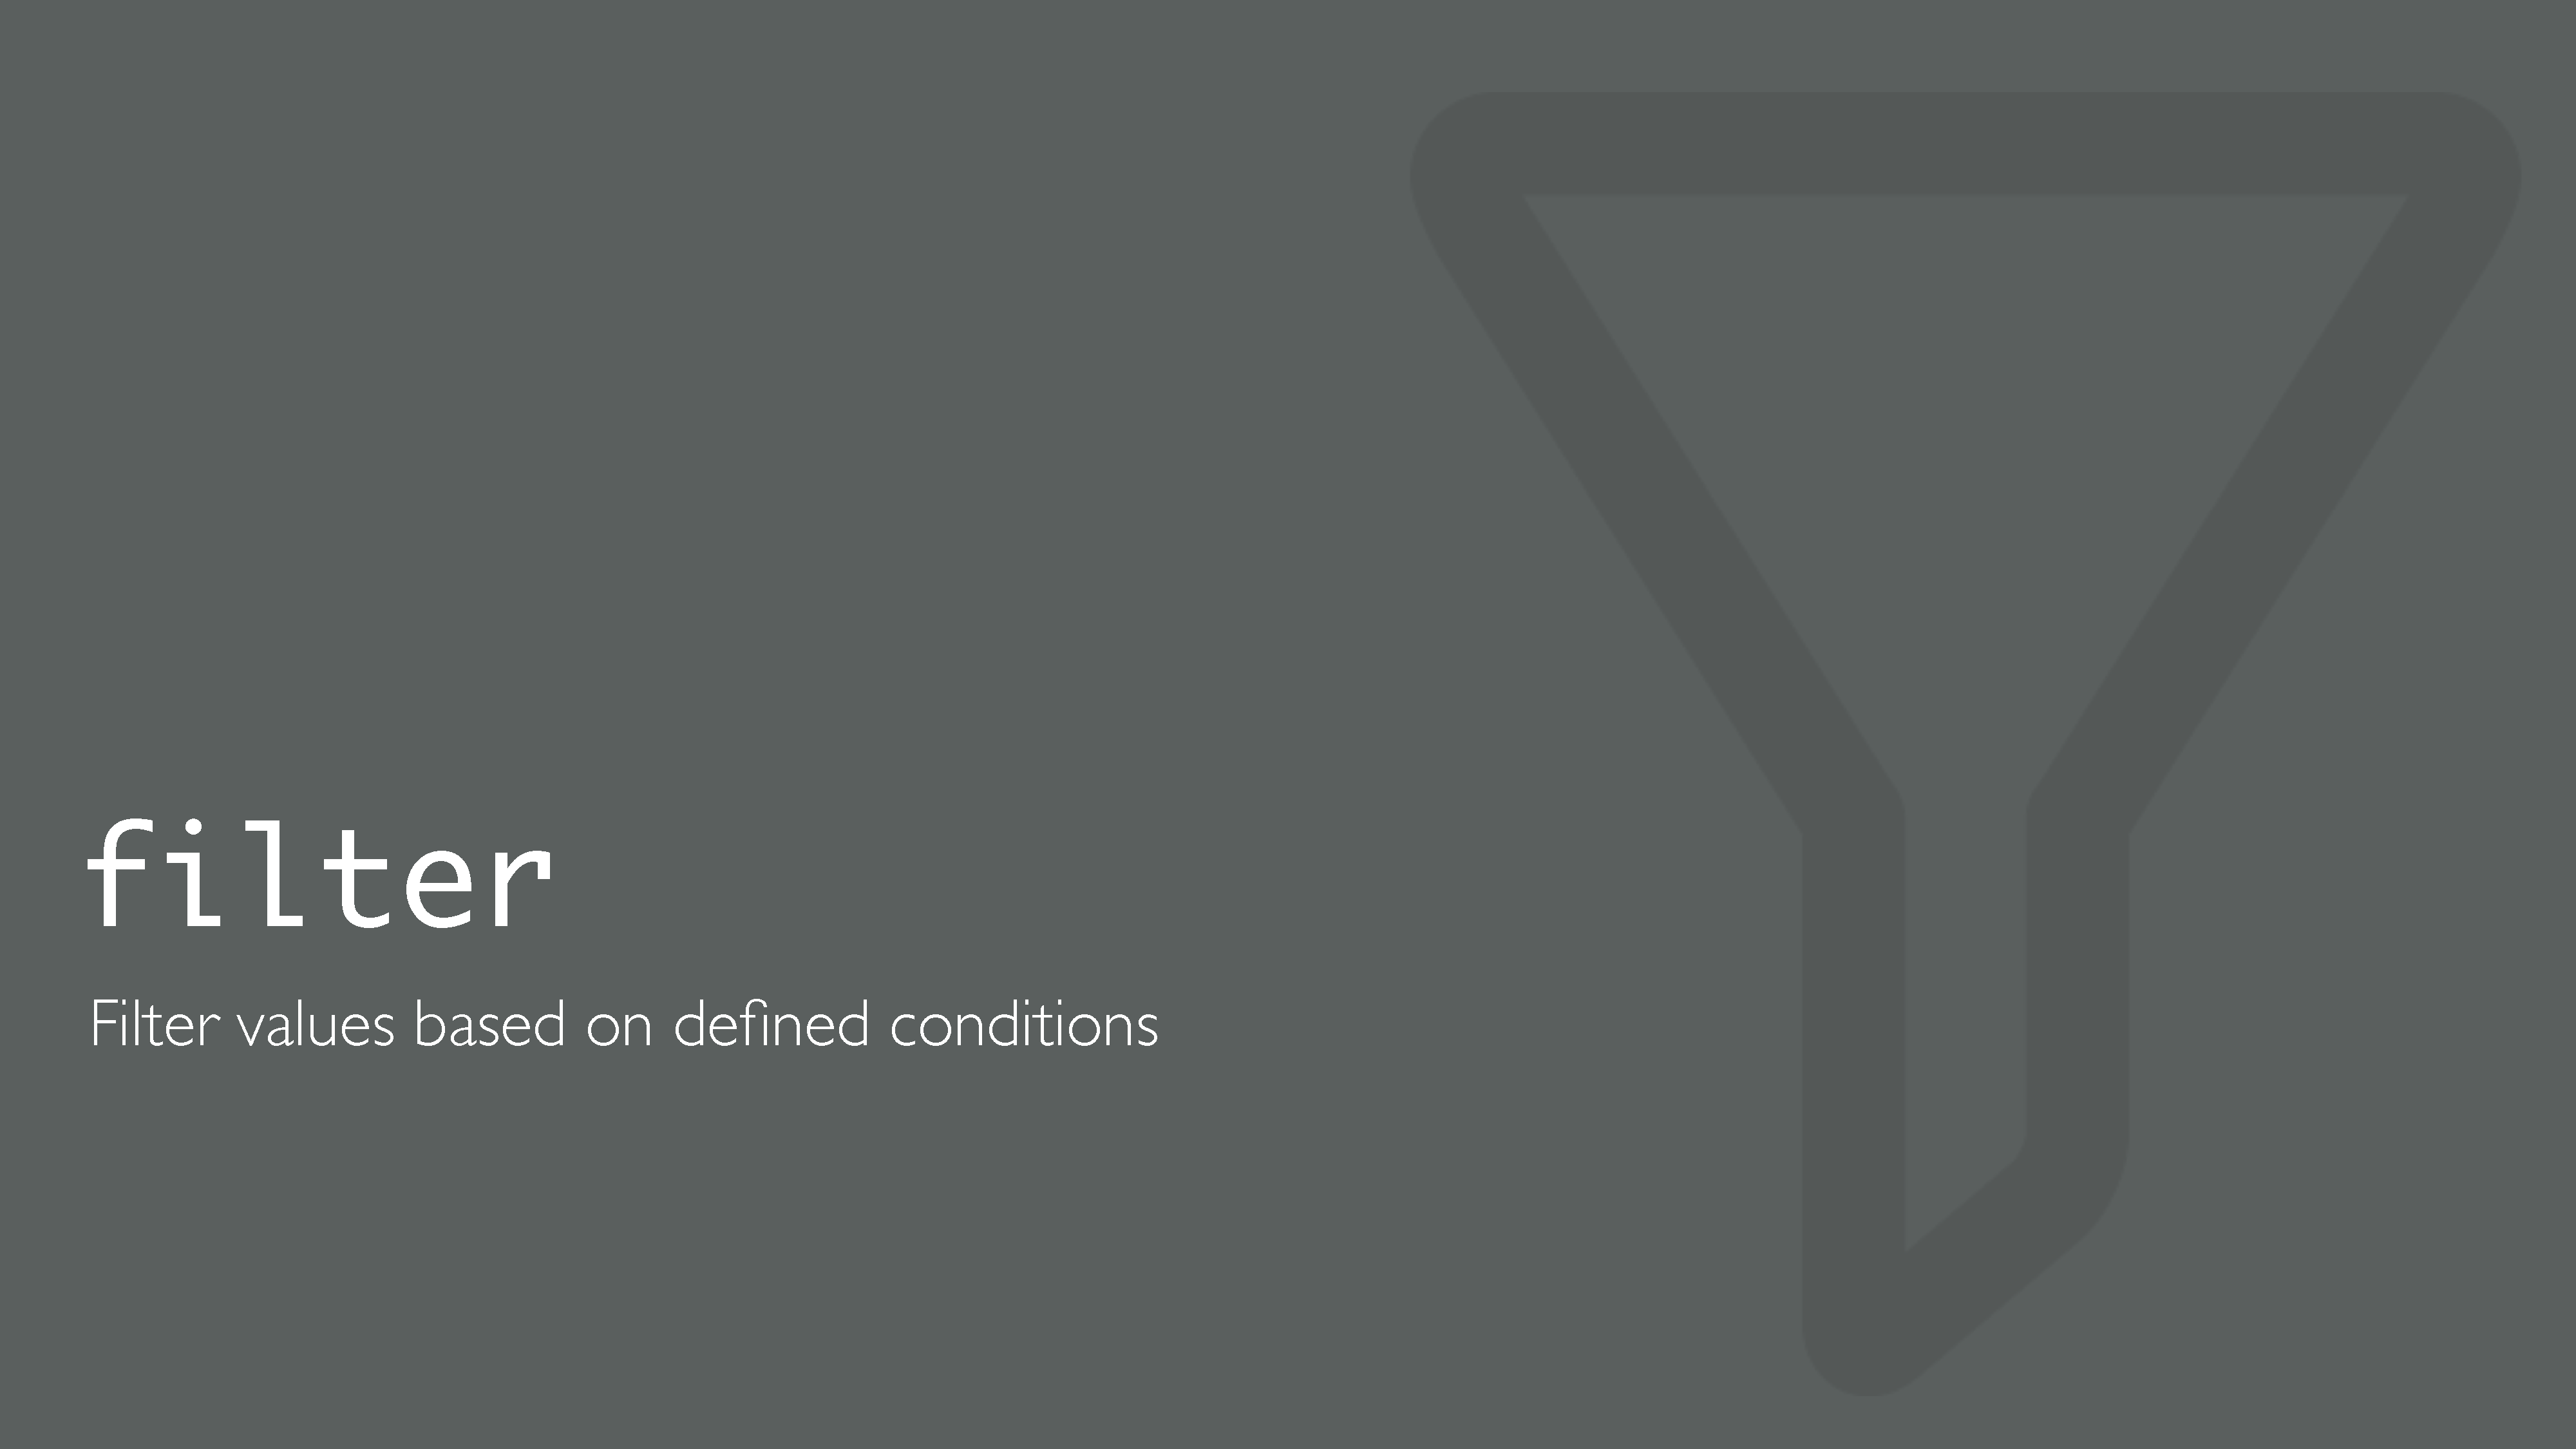 filter
Filter values based on defined conditions